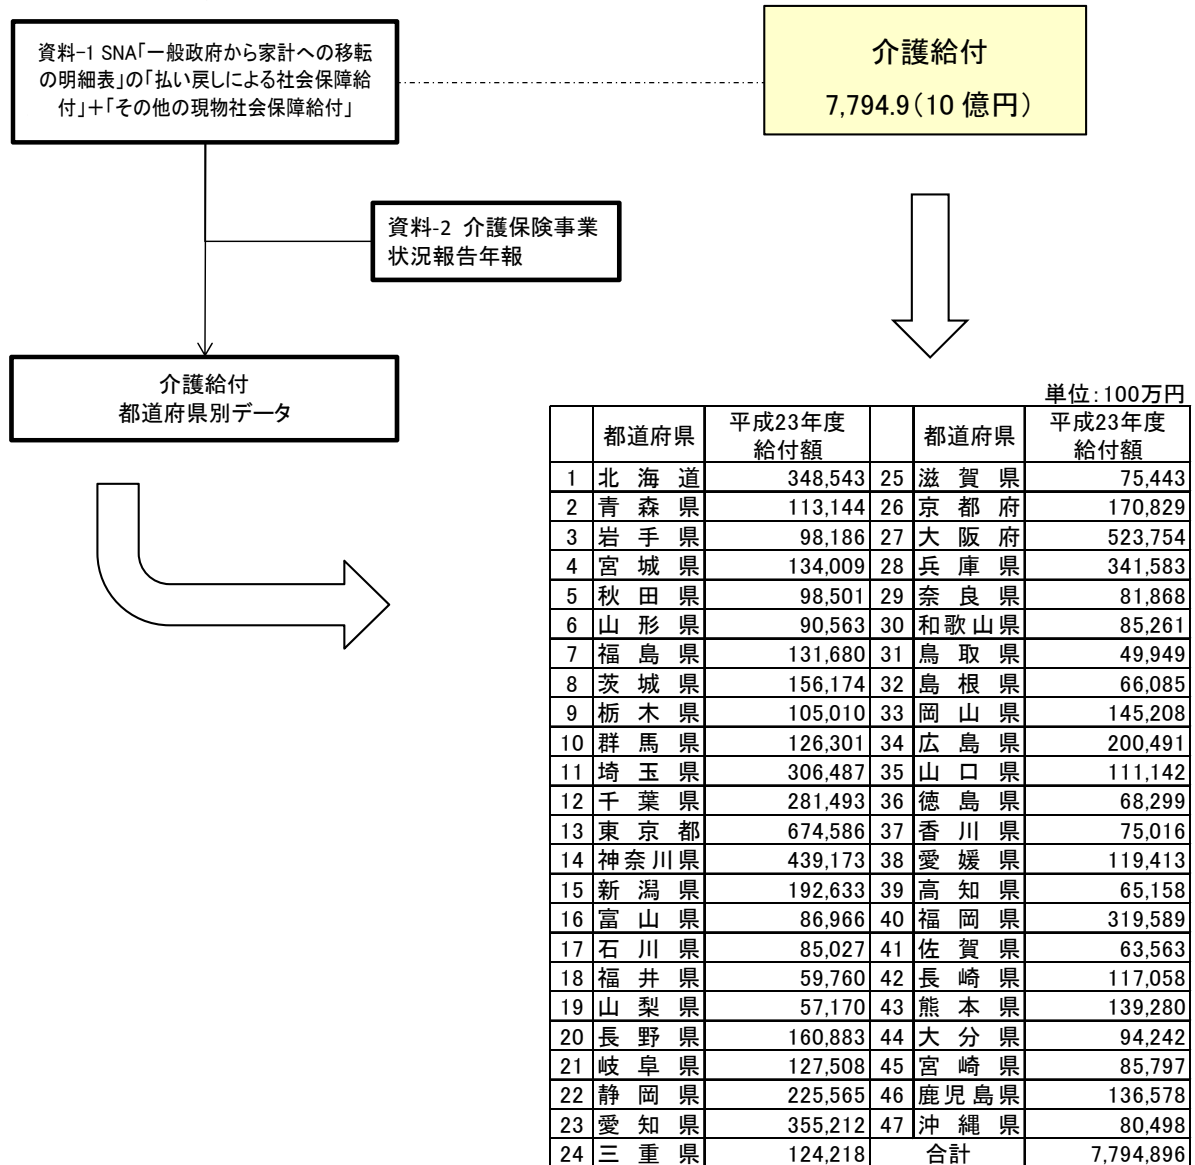 資料-1 SNA「一般政府から家計への移転
の明細表」の「払い戻しによる社会保障給
付」＋「その他の現物社会保障給付」
介護給付
7,794.9（10 億円）
資料-2 介護保険事業
状況報告年報
介護給付
都道府県別データ
単位：100万円
都道府県 平成23年度 都道府県 平成23年度
給付額 給付額
1 北海道 348,543 25 滋賀県 75,443
2 青森県 113,144 26 京都府 170,829
3 岩手県 98,186 27 大阪府 523,754
4 宮城県 134,009 28 兵庫県 341,583
5 秋田県 98,501 29 奈良県 81,868
6 山形県 90,563 30 和歌山県 85,261
7 福島県 131,680 31 鳥取県 49,949
8 茨城県 156,174 32 島根県 66,085
9 栃木県 105,010 33 岡山県 145,208
10 群馬県 126,301 34 広島県 200,491
11 埼玉県 306,487 35 山口県 111,142
12 千葉県 281,493 36 徳島県 68,299
13 東京都 674,586 37 香川県 75,016
14 神奈川県 439,173 38 愛媛県 119,413
15 新潟県 192,633 39 高知県 65,158
16 富山県 86,966 40 福岡県 319,589
17 石川県 85,027 41 佐賀県 63,563
18 福井県 59,760 42 長崎県 117,058
19 山梨県 57,170 43 熊本県 139,280
20 長野県 160,883 44 大分県 94,242
21 岐阜県 127,508 45 宮崎県 85,797
22 静岡県 225,565 46 鹿児島県 136,578
23 愛知県 355,212 47 沖縄県 80,498
24 三重県 124,218 合計 7,794,896